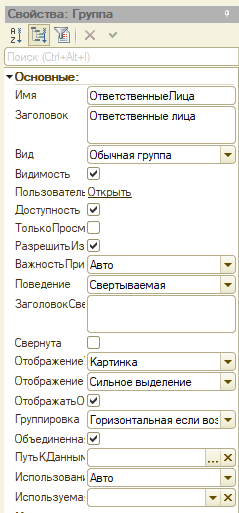 Свойства: Группа
Поиск (Ctrl+Alt+I)
Основные:
Имя ОтветственныеЛица
Заголовок Ответственные лица
Вид Обычная группа
Видимость
Пользователь Открыть
Доступность
ТолькоПросм
РазрешитьИз
ВажностьПри Авто
Поведение Свертываемая
ЗаголовокСве
Свернута
Отображение Картинка
Отображение Сильное выделение
ОтображатьО
Группировка Горизонтальная если воз
Объединенна
ПутьКДанным ...
Использовани Авто
Используема